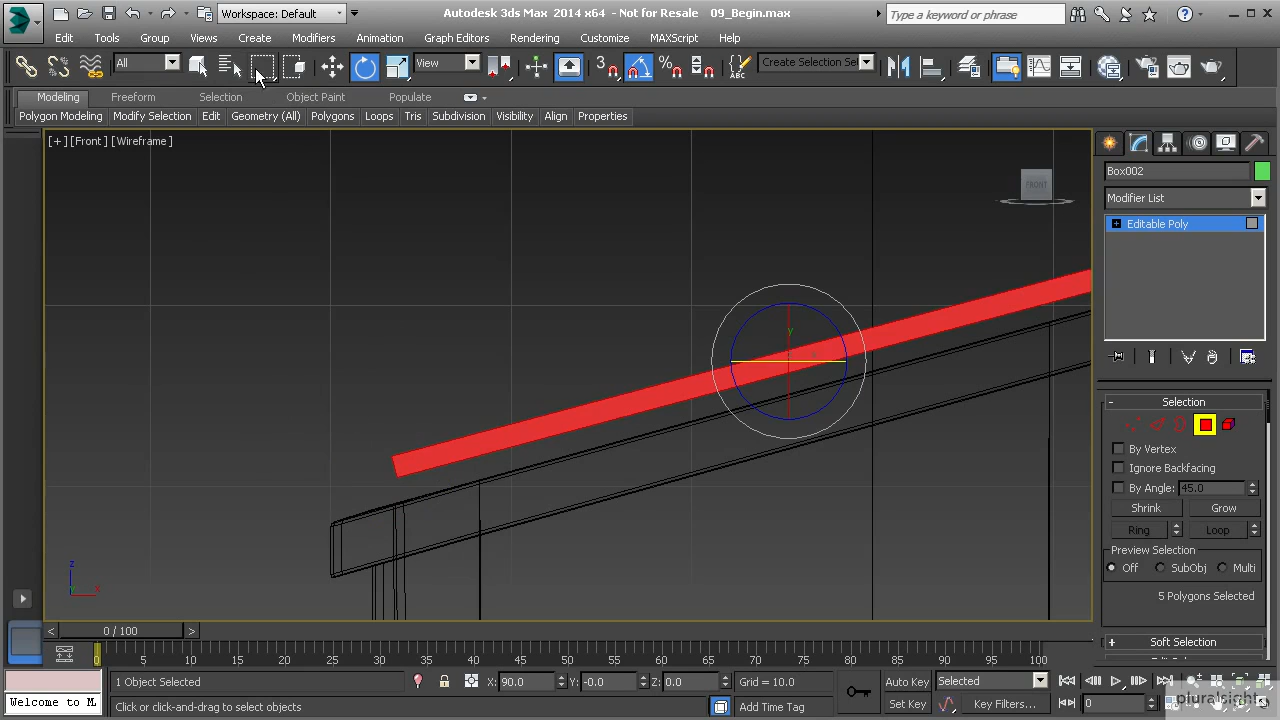 Workspace: Default
Autodesk 3ds Max 2014 x64 - Not for Resale 09_Begin.max
Type a keyword or phrase
Edit Tools Group Views Create Modifiers Animation Graph Editors Rendering Customize MAXScript Help
All
View
3
%
Create Selection Se
Modeling Freeform Selection Object Paint Populate
Polygon Modeling Modify Selection Edit Geometry (All) Polygons Loops Tris Subdivision Visibility Align Properties
[+] [Front] [Wireframe]
FRONT
Box002
Modifier List
Editable Poly
y
z
x
- Selection
By Vertex
Ignore Backfacing
By Angle: 45.0
Shrink Grow
Ring Loop
Preview Selection
Off SubObj Multi
5 Polygons Selected
+ Soft Selection
< 0 / 100 >
0 5 10 15 20 25 30 35 40 45 50 55 60 65 70 75 80 85 90 95 100
1 Object Selected X: 90.0 Y: -0.0 Z: 0.0 Grid = 10.0 Auto Key Selected
Welcome to M Click or click-and-drag to select objects Add Time Tag Set Key Key Filters... 0
pluralsight